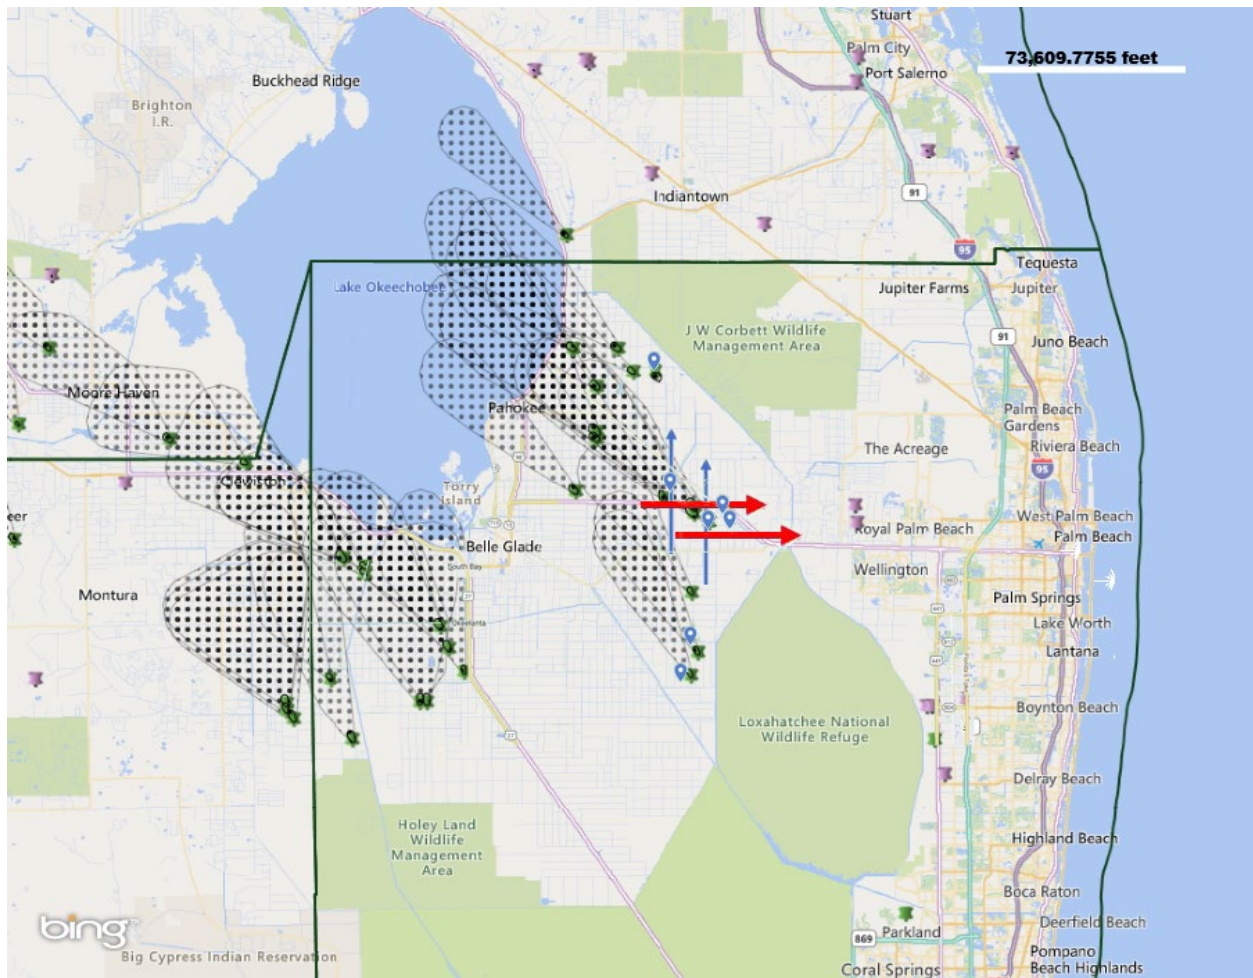 Stuart
Palm City
73,609.7755 feet
Port Salerno
Buckhead Ridge
Brighton
I.R.
Indiantown
91
95
Tequesta
Lake Okeechobee
Jupiter Farms
Jupiter
J W Corbett Wildlife
Management Area
91
Juno Beach
Moore Haven
Pahokee
Palm Beach
Gardens
The Acreage
Riviera Beach
95
Clewiston
Torry
Island
West Palm Beach
Royal Palm Beach
Palm Beach
Belle Glade
South Bay
Wellington
Montura
Palm Springs
Okeelanta
Lake Worth
Lantana
Boynton Beach
Loxahatchee National
Wildlife Refuge
27
Delray Beach
Holey Land
Wildlife
Management
Area
Highland Beach
Boca Raton
bing
Deerfield Beach
Parkland
869
Big Cypress Indian Reservation
Pompano
Beach Highlands
Coral Springs